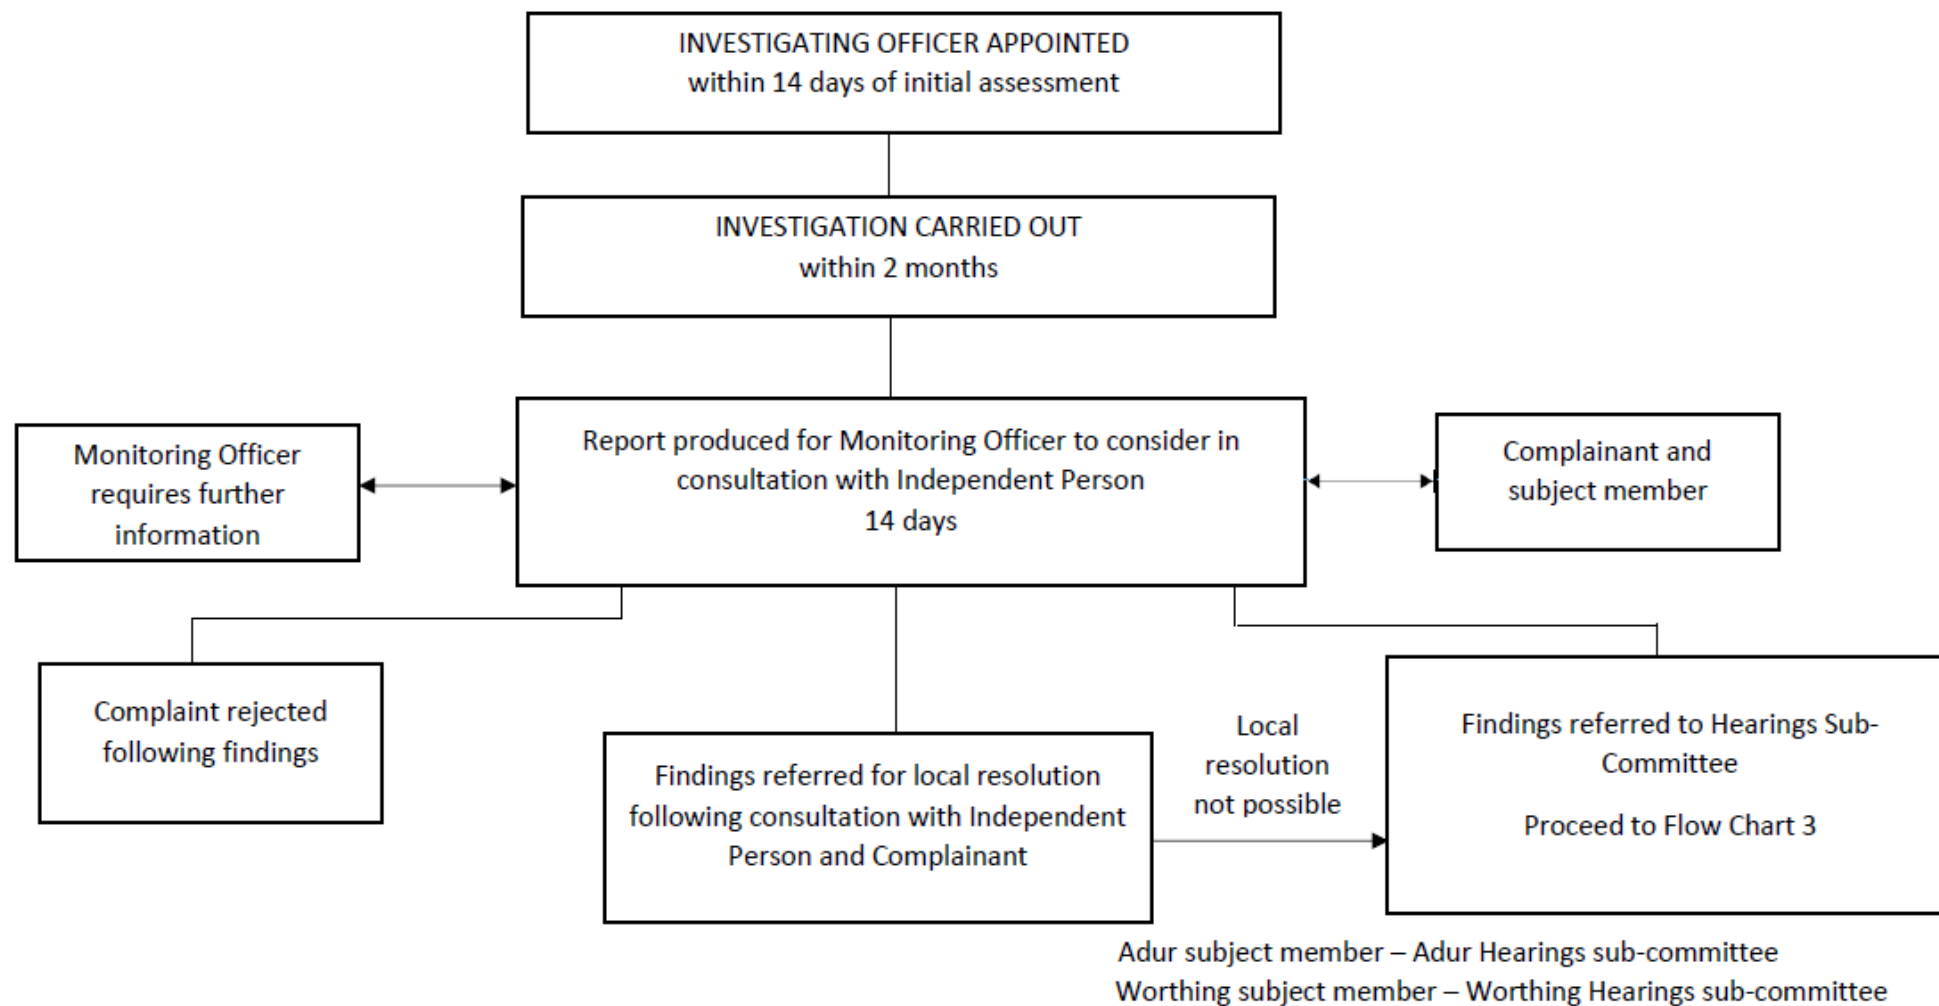 INVESTIGATING OFFICER APPOINTED
within 14 days of initial assessment
INVESTIGATION CARRIED OUT
within 2 months
Monitoring Officer
requires further
information
Report produced for Monitoring Officer to consider in
consultation with Independent Person
14 days
Complainant and
subject member
Complaint rejected
following findings
Findings referred for local resolution
following consultation with Independent
Person and Complainant
Local
resolution
not possible
Findings referred to Hearings Sub-
Committee
Proceed to Flow Chart 3
Adur subject member – Adur Hearings sub-committee
Worthing subject member – Worthing Hearings sub-committee